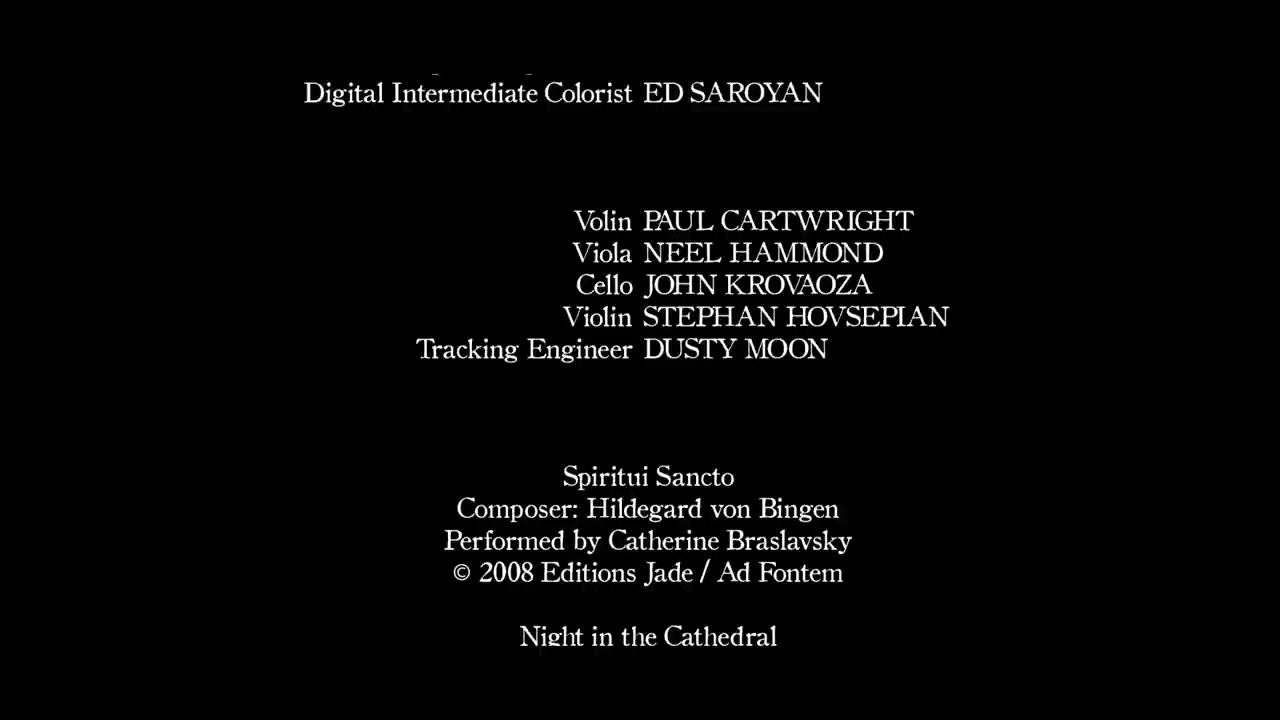 Digital Intermediate Colorist ED SAROYAN
Volin PAUL CARTWRIGHT
Viola NEEL HAMMOND
Cello JOHN KROVAOZA
Violin STEPHAN HOVSEPIAN
Tracking Engineer DUSTY MOON
Spiritui Sancto
Composer: Hildegard von Bingen
Performed by Catherine Braslavsky
© 2008 Editions Jade / Ad Fontem
Night in the Cathedral